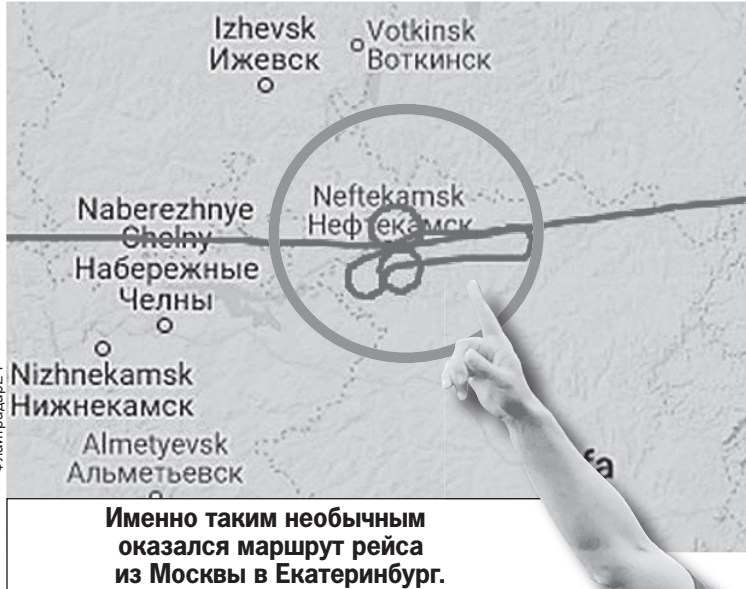 Izhevsk
Ижевск
Votkinsk
Воткинск
Neftekamsk
Нефтекамск
Naberezhnye
Chelny
Набережные
Челны
Nizhnekamsk
Нижнекамск
Almetyevsk
Альметьевск
fa
Именно таким необычным
оказался маршрут рейса
из Москвы в Екатеринбург.